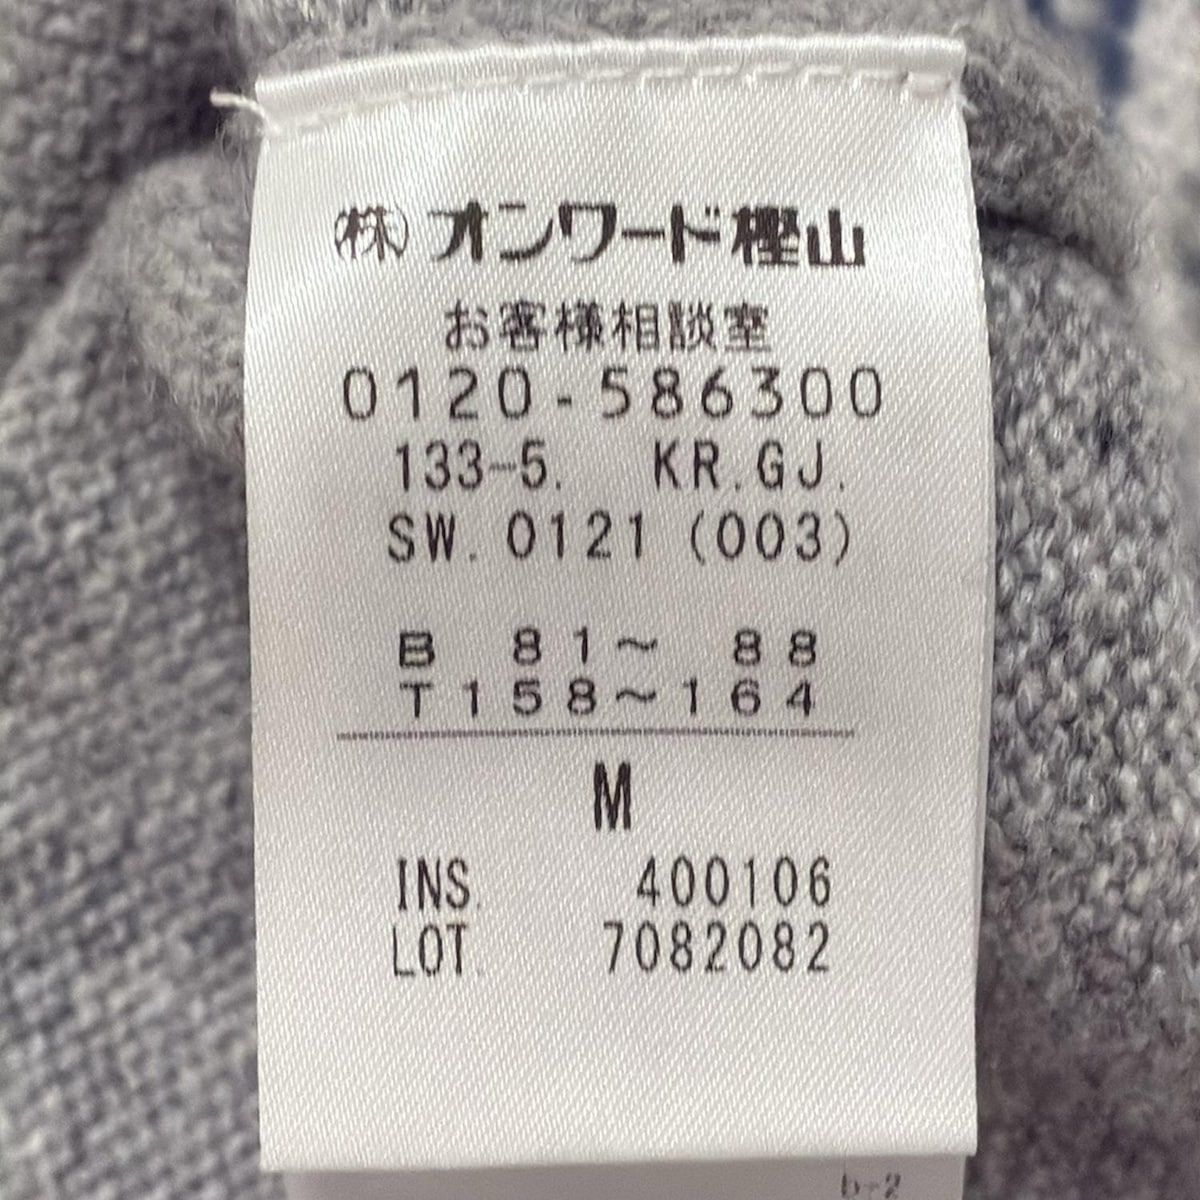 (株)オンワード樫山
お客様相談室
0120-586300
133-5. KR.GJ.
SW.0121(003)
B 81~ 88
T158~164
M
INS. 400106
LOT. 7082082
b-2